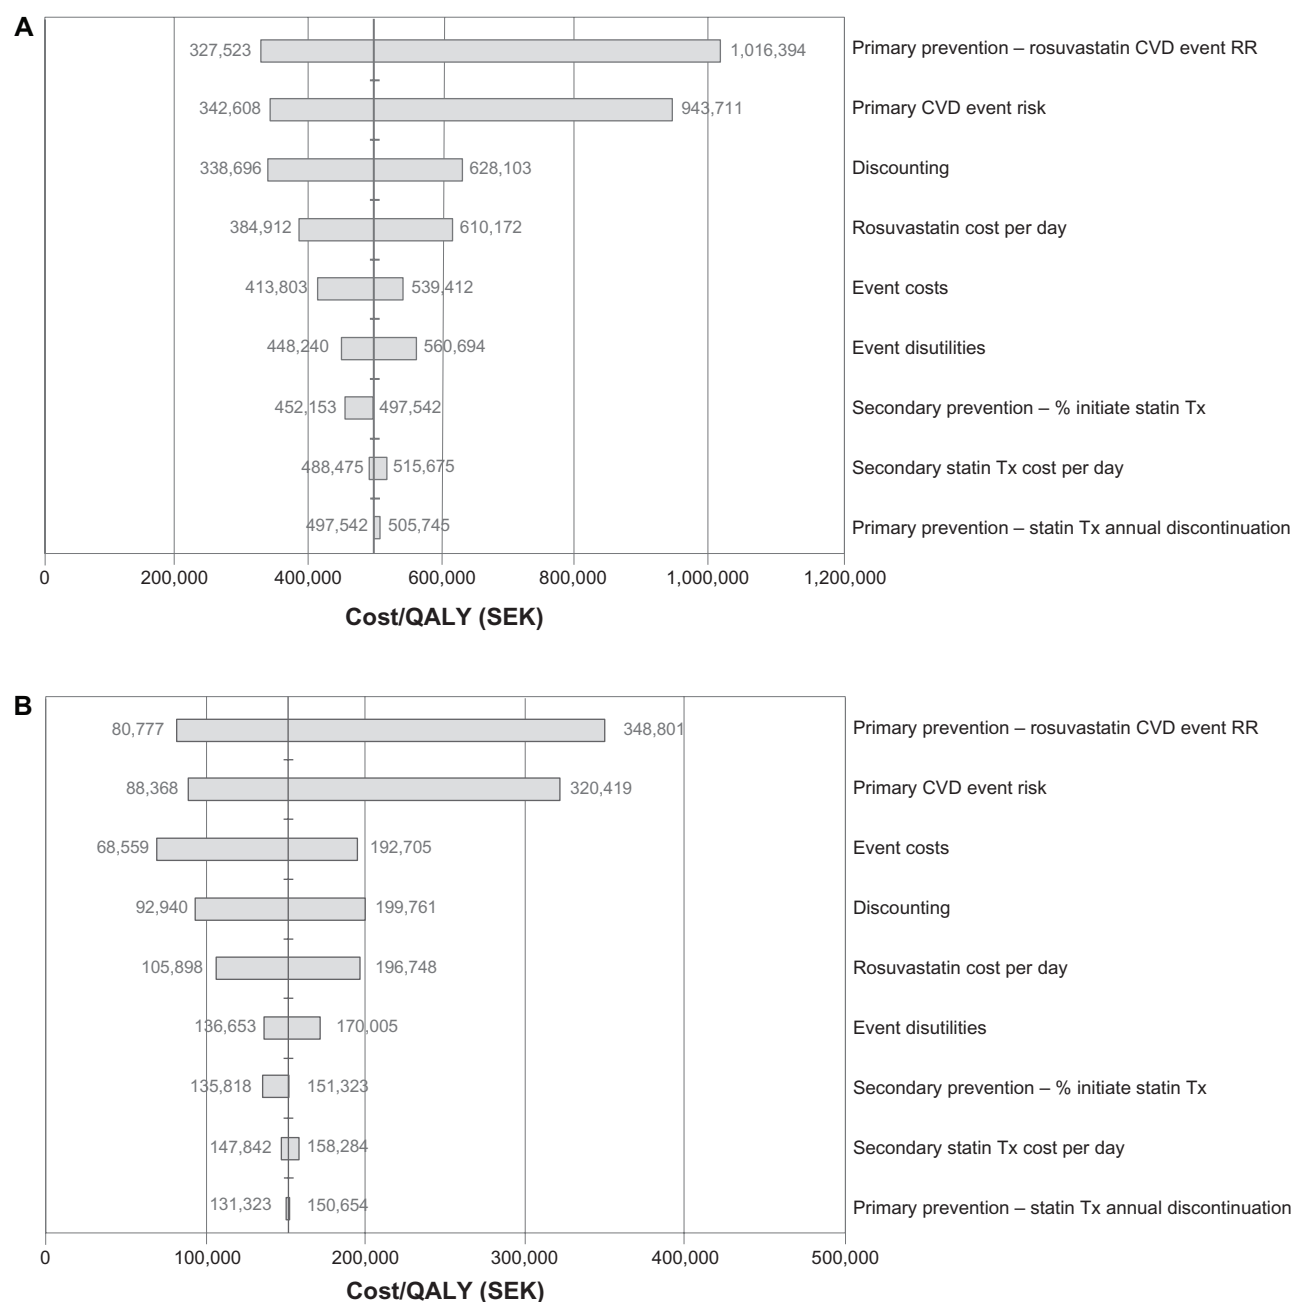 A
327,523 1,016,394 Primary prevention – rosuvastatin CVD event RR
342,608 943,711 Primary CVD event risk
338,696 628,103 Discounting
384,912 610,172 Rosuvastatin cost per day
413,803 539,412 Event costs
448,240 560,694 Event disutilities
452,153 497,542 Secondary prevention – % initiate statin Tx
488,475 515,675 Secondary statin Tx cost per day
497,542 505,745 Primary prevention – statin Tx annual discontinuation
0 200,000 400,000 600,000 800,000 1,000,000 1,200,000
Cost/QALY (SEK)
B
80,777 348,801 Primary prevention – rosuvastatin CVD event RR
88,368 320,419 Primary CVD event risk
68,559 192,705 Event costs
92,940 199,761 Discounting
105,898 196,748 Rosuvastatin cost per day
136,653 170,005 Event disutilities
135,818 151,323 Secondary prevention – % initiate statin Tx
147,842 158,284 Secondary statin Tx cost per day
131,323 150,654 Primary prevention – statin Tx annual discontinuation
0 100,000 200,000 300,000 400,000 500,000
Cost/QALY (SEK)